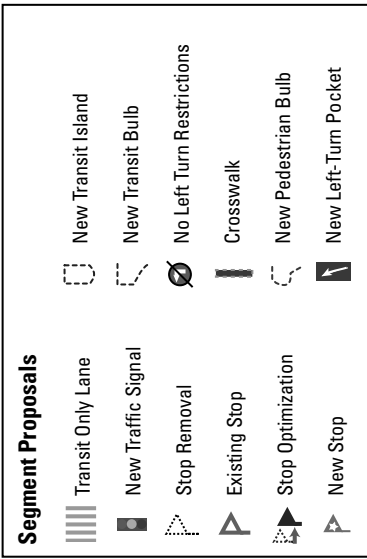 Segment Proposals
Transit Only Lane
New Traffic Signal
Stop Removal
Existing Stop
Stop Optimization
New Stop
New Transit Island
New Transit Bulb
No Left Turn Restrictions
Crosswalk
New Pedestrian Bulb
New Left-Turn Pocket